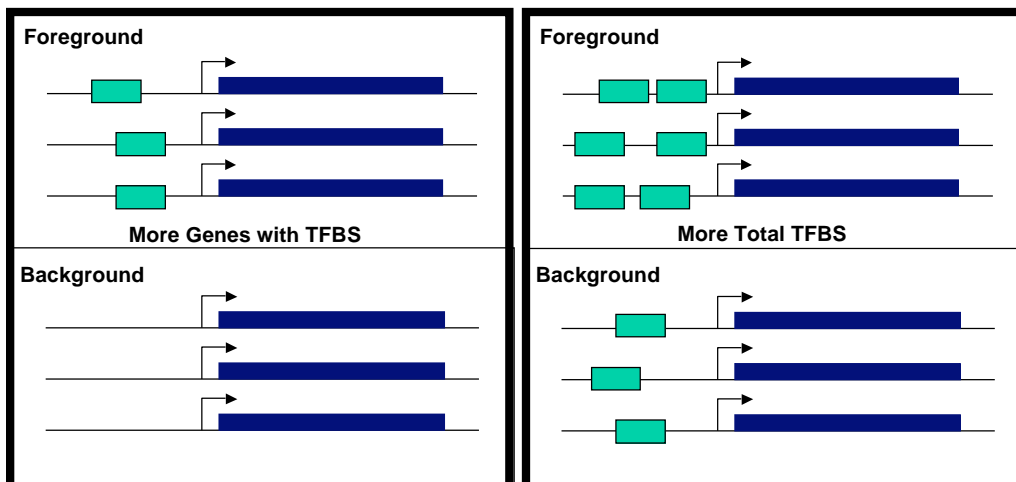 Foreground
More Genes with TFBS
Background
Foreground
More Total TFBS
Background